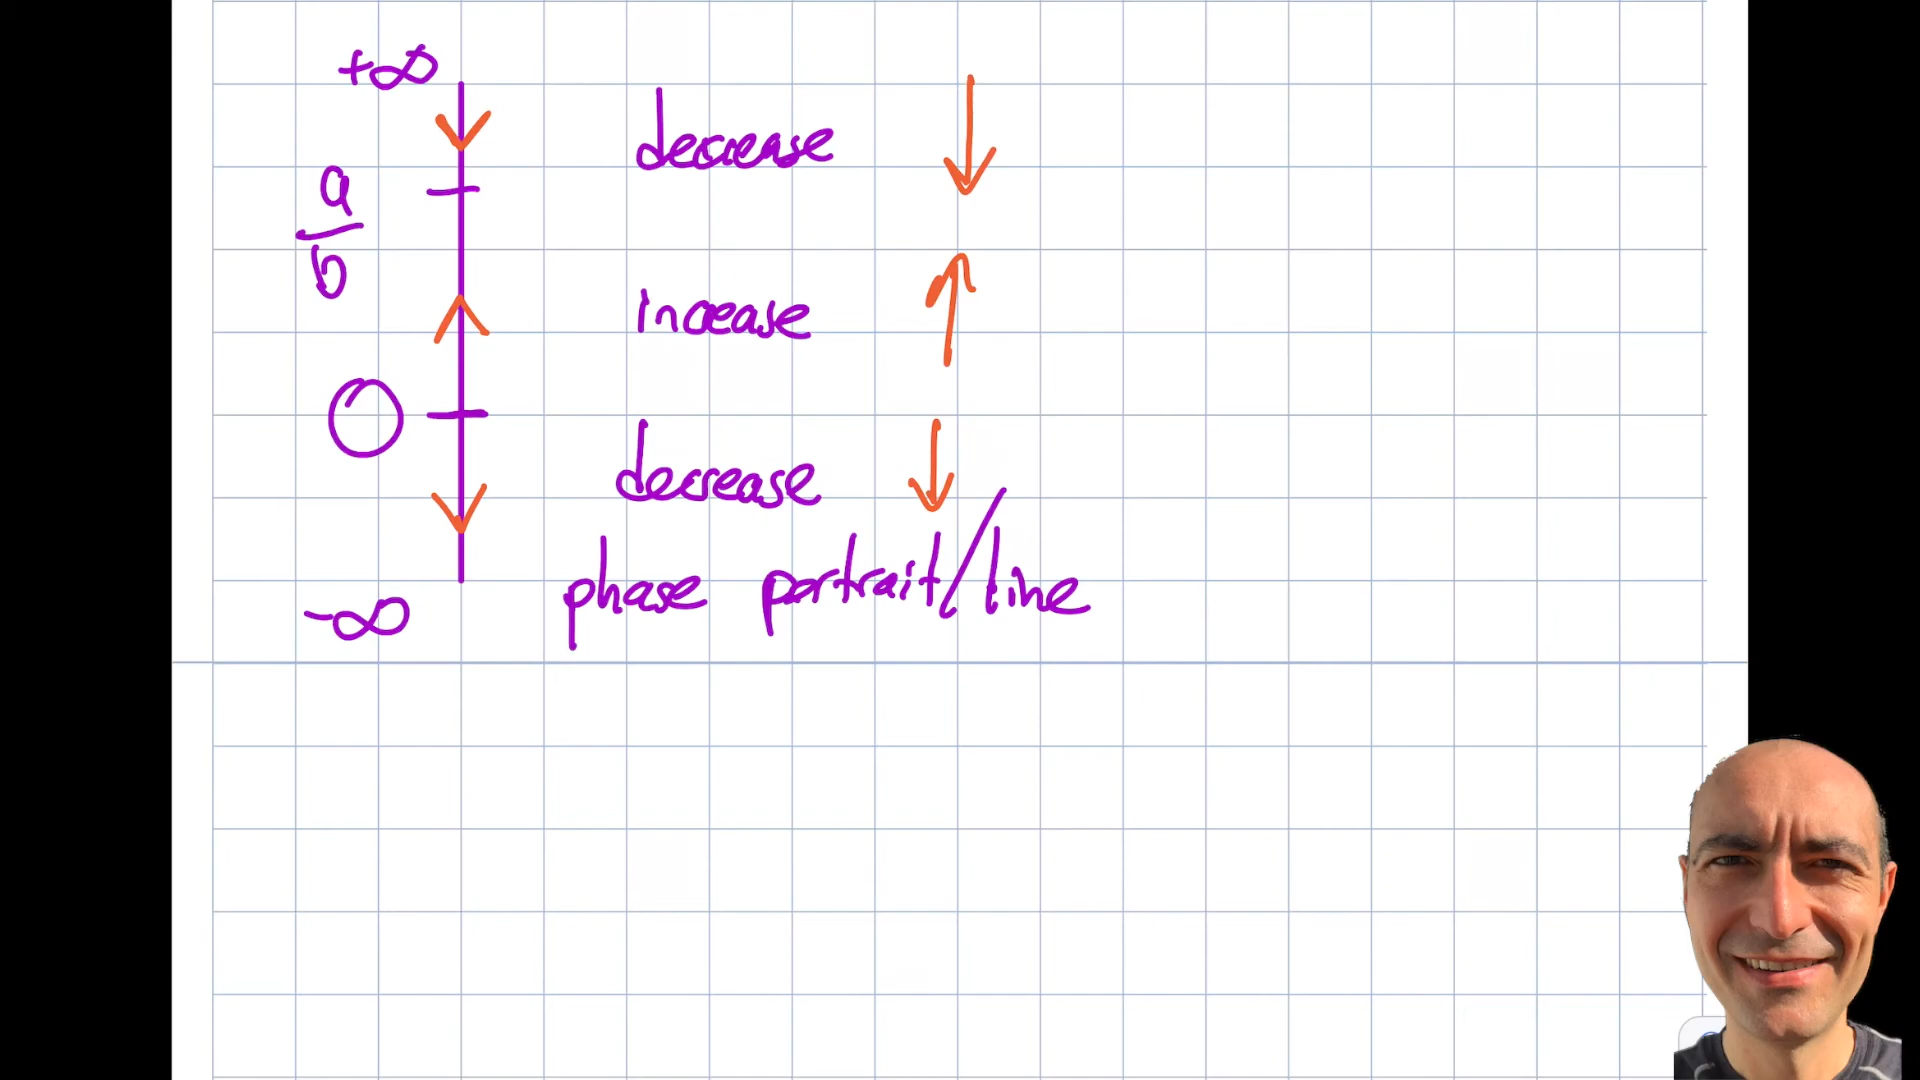 +∞
decrease
a
b
increase
0
decrease
phase portrait/line
-∞